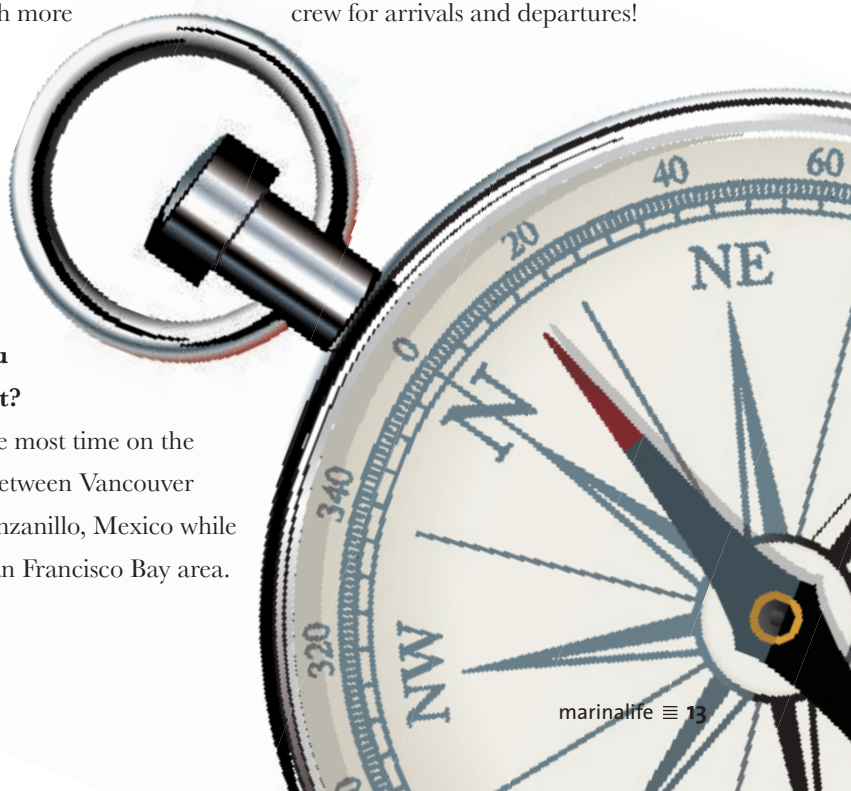 more
crew for arrivals and departures!
t?
most time on the
etween Vancouver
nzanillo, Mexico while
an Francisco Bay area.
0
20
40
60
N
NE
340
320
NW
marinalife 13